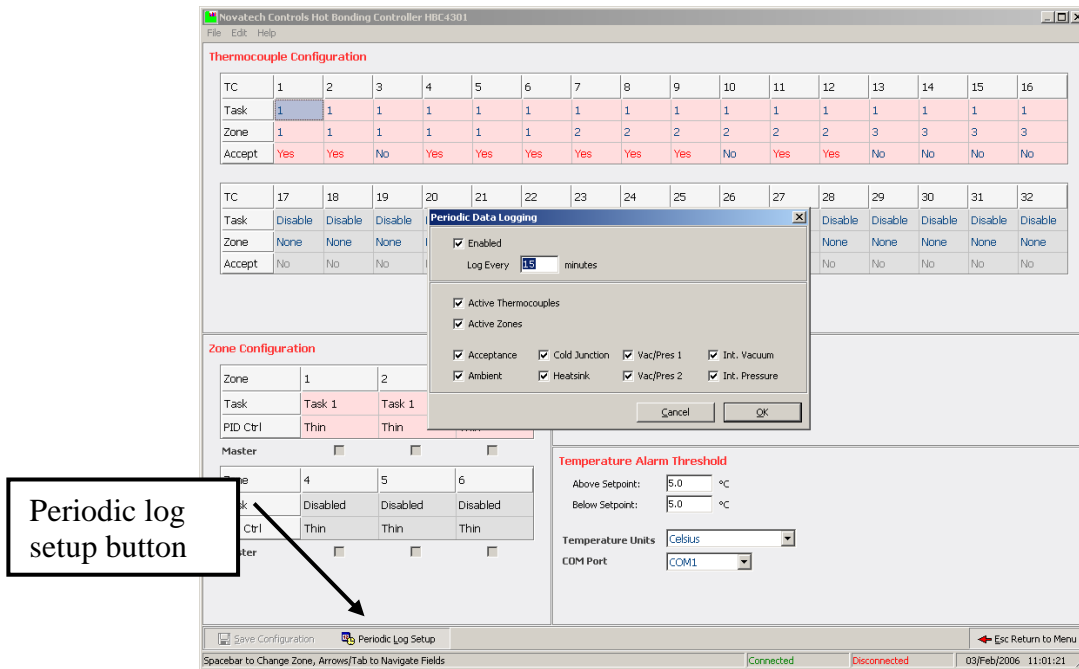 Novatech Controls Hot Bonding Controller HBC4301
File Edit Help
Thermocouple Configuration
TC 1 2 3 4 5 6 7 8 9 10 11 12 13 14 15 16
Task 1 1 1 1 1 1 1 1 1 1 1 1 1 1 1 1
Zone 1 1 1 1 1 1 2 2 2 2 2 2 3 3 3 3
Accept Yes Yes No Yes Yes Yes Yes Yes Yes No Yes Yes No No No No
TC 17 18 19 20 21 22 23 24 25 26 27 28 29 30 31 32
Task Disable Disable Disable Disable Disable Disable Disable Disable
Zone None None None None None None None None
Accept No No No No No No No No
Periodic Data Logging
Enabled
Log Every 15 minutes
Active Thermocouples
Active Zones
Acceptance Cold Junction Vac/Pres 1 Int. Vacuum
Ambient Heatsink Vac/Pres 2 Int. Pressure
Cancel OK
Zone Configuration
Zone 1 2
Task Task 1 Task 1
PID Ctrl Thin Thin
Master
4 5 6
Disabled Disabled Disabled
Ctrl Thin Thin Thin
Periodic log
setup button
Temperature Alarm Threshold
Above Setpoint: 5.0 °C
Below Setpoint: 5.0 °C
Temperature Units Celsius
COM Port COM1
Save Configuration Periodic Log Setup Esc Return to Menu
Spacebar to Change Zone, Arrows/Tab to Navigate Fields Connected Disconnected 03/Feb/2006 11:01:21